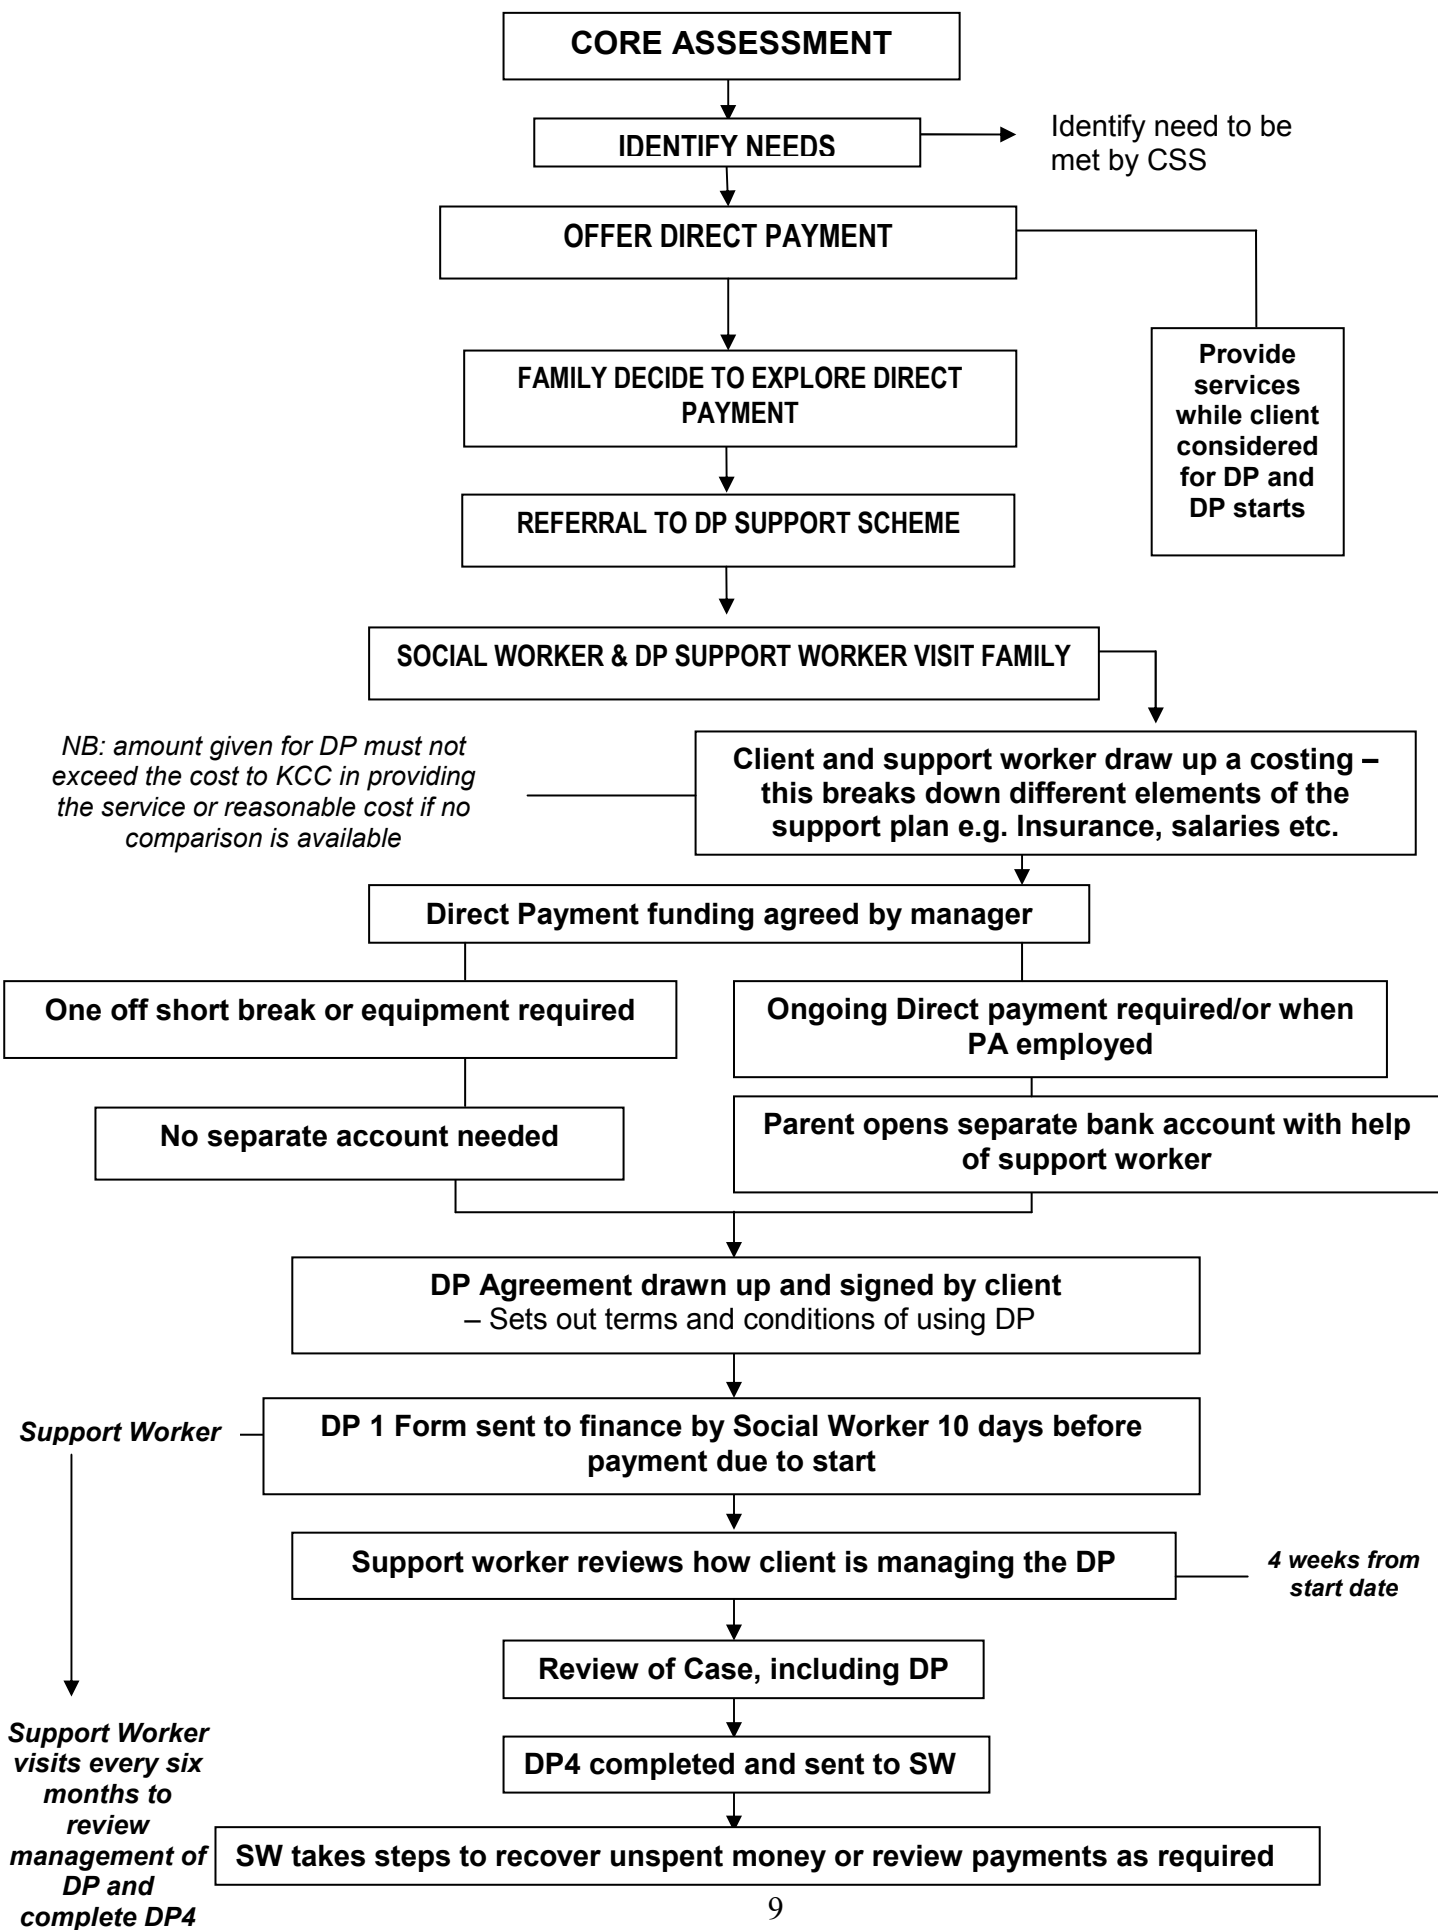 CORE ASSESSMENT
IDENTIFY NEEDS
Identify need to be
met by CSS
OFFER DIRECT PAYMENT
Provide
services
while client
considered
for DP and
DP starts
FAMILY DECIDE TO EXPLORE DIRECT
PAYMENT
REFERRAL TO DP SUPPORT SCHEME
SOCIAL WORKER & DP SUPPORT WORKER VISIT FAMILY
NB: amount given for DP must not
exceed the cost to KCC in providing
the service or reasonable cost if no
comparison is available
Client and support worker draw up a costing –
this breaks down different elements of the
support plan e.g. Insurance, salaries etc.
Direct Payment funding agreed by manager
One off short break or equipment required
Ongoing Direct payment required/or when
PA employed
No separate account needed
Parent opens separate bank account with help
of support worker
DP Agreement drawn up and signed by client
– Sets out terms and conditions of using DP
Support Worker
DP 1 Form sent to finance by Social Worker 10 days before
payment due to start
Support worker reviews how client is managing the DP
4 weeks from
start date
Review of Case, including DP
DP4 completed and sent to SW
Support Worker
visits every six
months to
review
management of
DP and
complete DP4
SW takes steps to recover unspent money or review payments as required
9